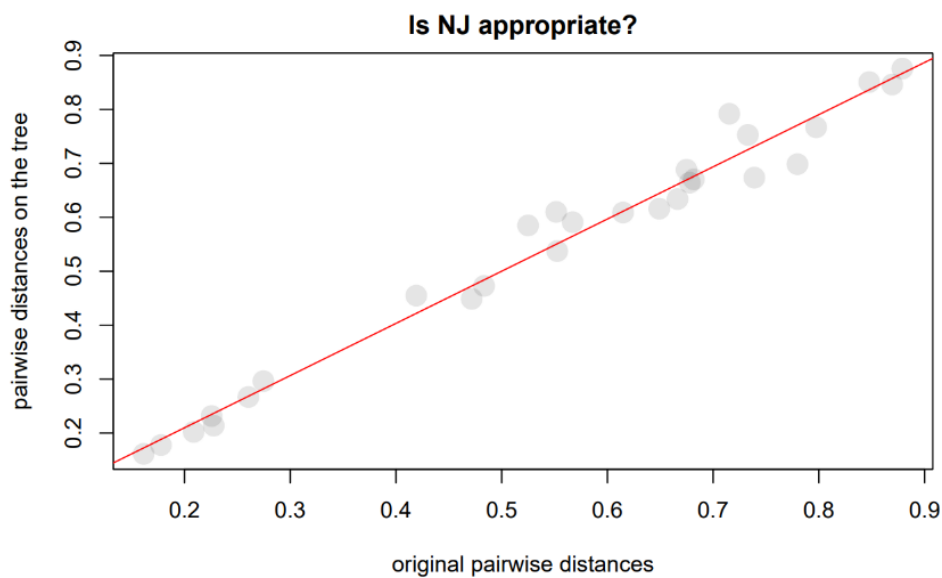 Is NJ appropriate?
pairwise distances on the tree
0.9
0.8
0.7
0.6
0.5
0.4
0.3
0.2
0.2 0.3 0.4 0.5 0.6 0.7 0.8 0.9
original pairwise distances